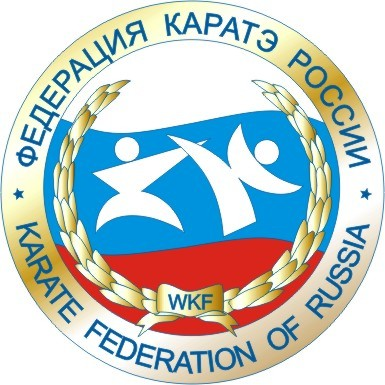 ФЕДЕРАЦИЯ КАРАТЭ РОССИИ
WKF
KARATE FEDERATION OF RUSSIA